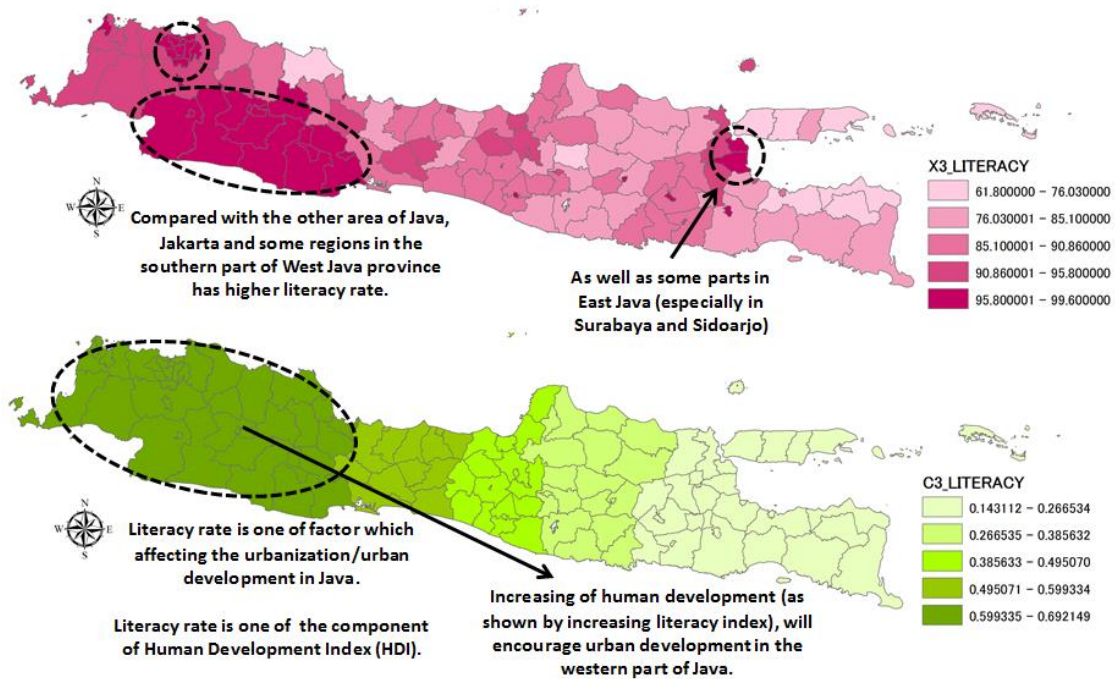 N
W E
S
Compared with the other area of Java,
Jakarta and some regions in the
southern part of West Java province
has higher literacy rate.
As well as some parts in
East Java (especially in
Surabaya and Sidoarjo)
X3_LITERACY
61.800000 – 76.030000
76.030001 – 85.100000
85.100001 – 90.860000
90.860001 – 95.800000
95.800001 – 99.600000
N
W E
S
Literacy rate is one of factor which
affecting the urbanization/urban
development in Java.
Literacy rate is one of the component
of Human Development Index (HDI).
Increasing of human development (as
shown by increasing literacy index), will
encourage urban development in the
western part of Java.
C3_LITERACY
0.143112 – 0.266534
0.266535 – 0.385632
0.385633 – 0.495070
0.495071 – 0.599334
0.599335 – 0.692149